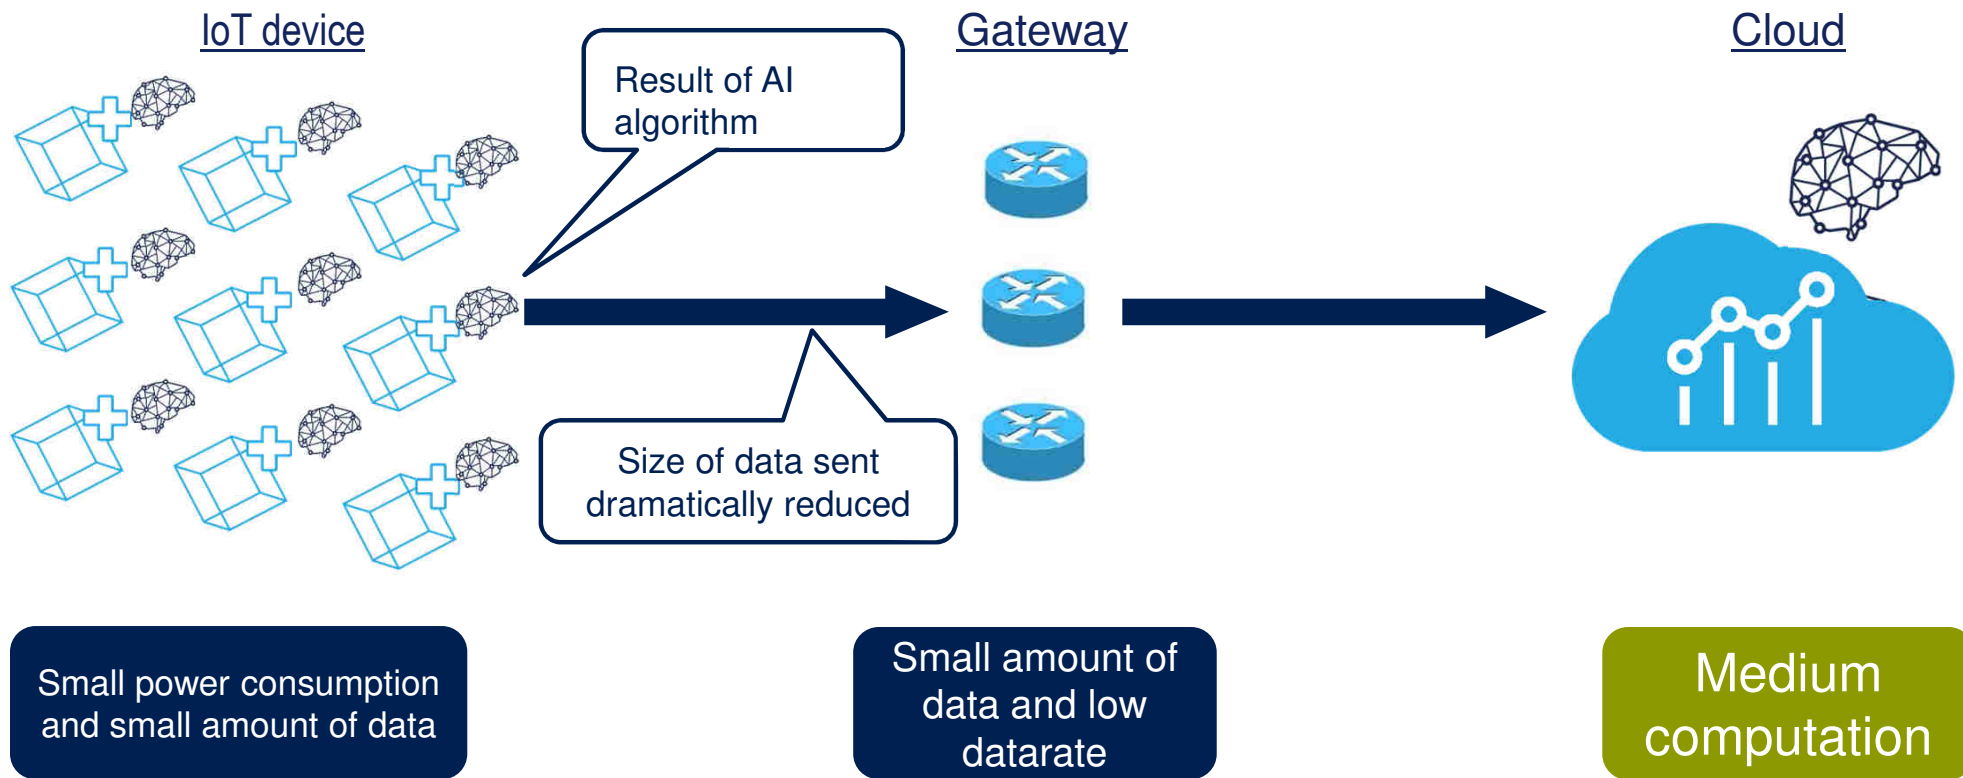 IoT device
Gateway
Cloud
Result of AI
algorithm
Size of data sent
dramatically reduced
Small power consumption
and small amount of data
Small amount of
data and low
datarate
Medium
computation